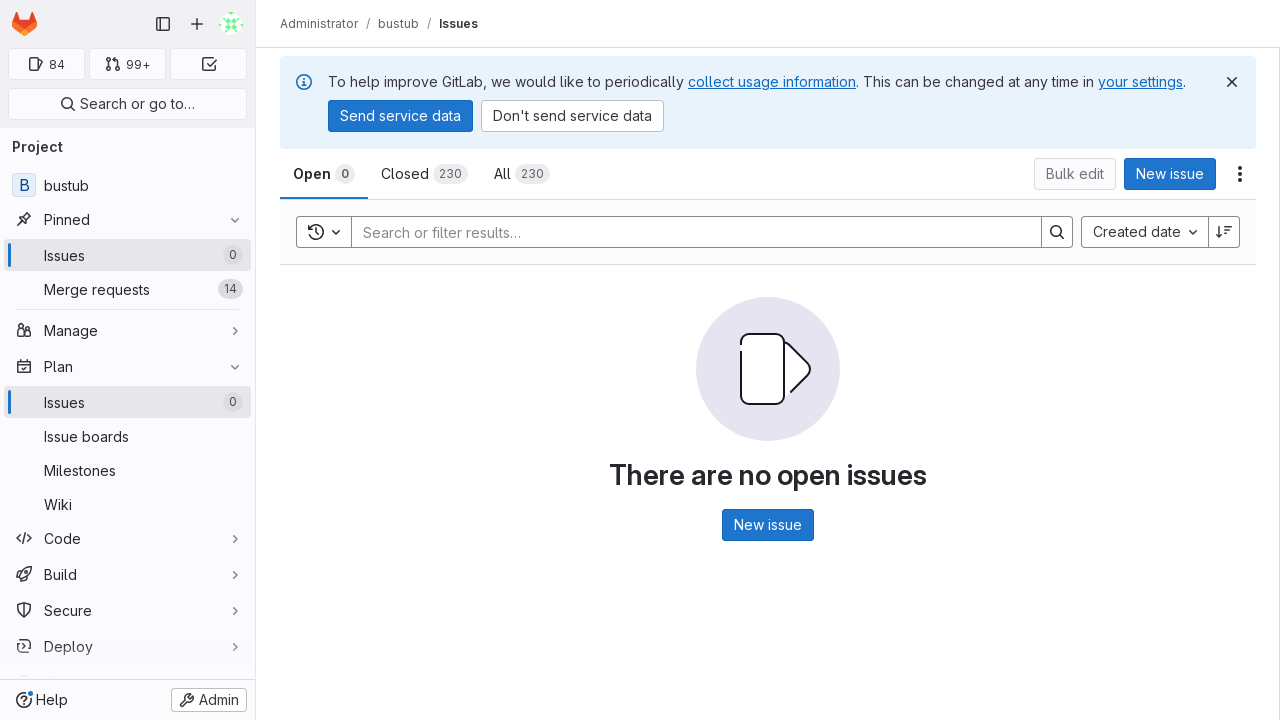 84
99+
Search or go to…
Project
B bustub
Pinned
Issues 0
Merge requests 14
Manage
Plan
Issues 0
Issue boards
Milestones
Wiki
Code
Build
Secure
Deploy
Help
Admin
Administrator / bustub / Issues
To help improve GitLab, we would like to periodically collect usage information. This can be changed at any time in your settings.
Send service data Don't send service data
Open 0 Closed 230 All 230 Bulk edit New issue
Search or filter results… Created date
There are no open issues
New issue